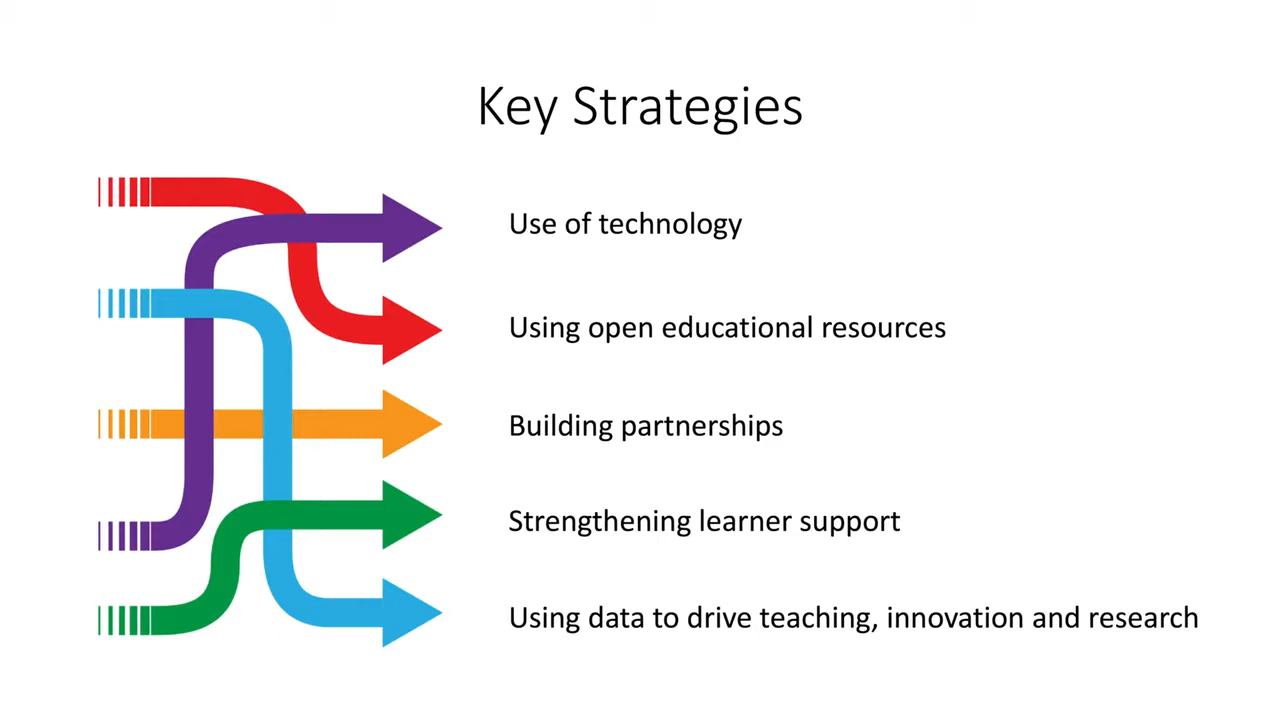 Key Strategies
Use of technology
Using open educational resources
Building partnerships
Strengthening learner support
Using data to drive teaching, innovation and research